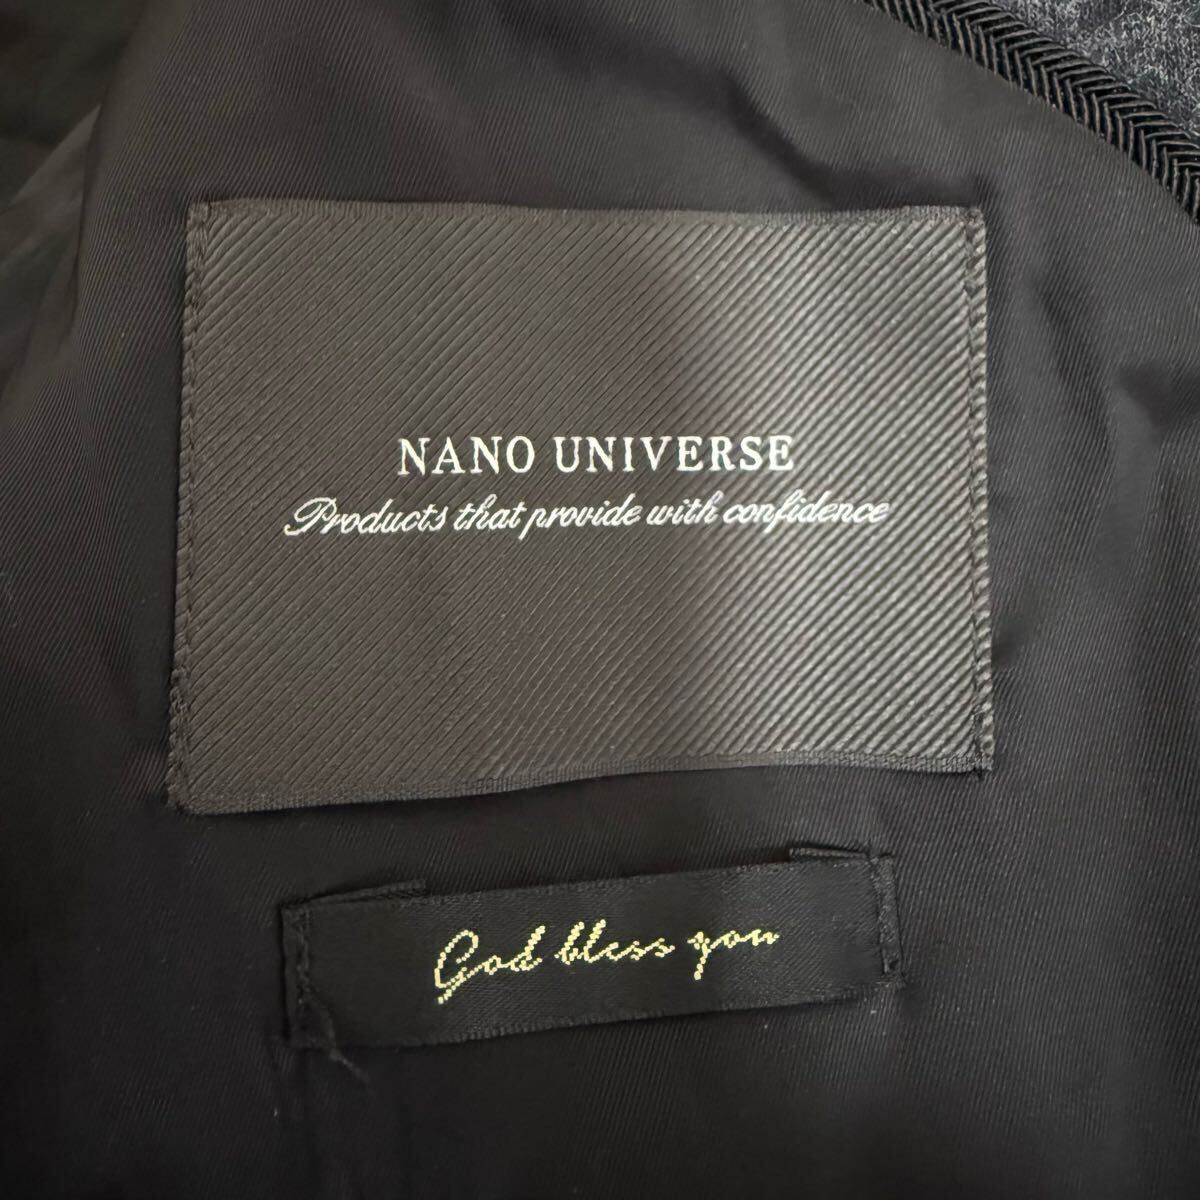 NANO UNIVERSE
Products that provide with confidence
God bless you